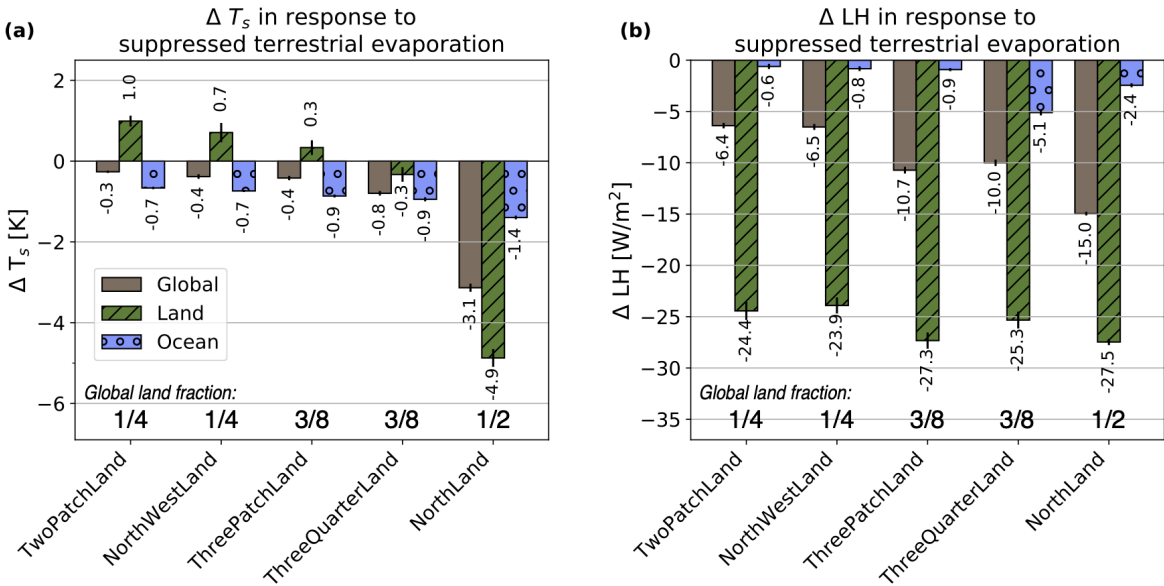 (a)
Δ Ts in response to
suppressed terrestrial evaporation
Δ Ts [K]
2
0
−2
−4
−6
1.0
0.7
0.3
-0.3
-0.7
-0.4
-0.7
-0.4
-0.9
-0.8
-0.3
-0.9
-3.1
-4.9
-1.4
Global
Land
Ocean
Global land fraction:
1/4 1/4 3/8 3/8 1/2
TwoPatchLand
NorthWestLand
ThreePatchLand
ThreeQuarterLand
NorthLand
(b)
Δ LH in response to
suppressed terrestrial evaporation
Δ LH [W/m²]
0
−5
−10
−15
−20
−25
−30
−35
-6.4
-24.4
-0.6
-6.5
-23.9
-0.8
-10.7
-27.3
-0.9
-10.0
-25.3
-5.1
-15.0
-27.5
-2.4
Global land fraction:
1/4 1/4 3/8 3/8 1/2
TwoPatchLand
NorthWestLand
ThreePatchLand
ThreeQuarterLand
NorthLand